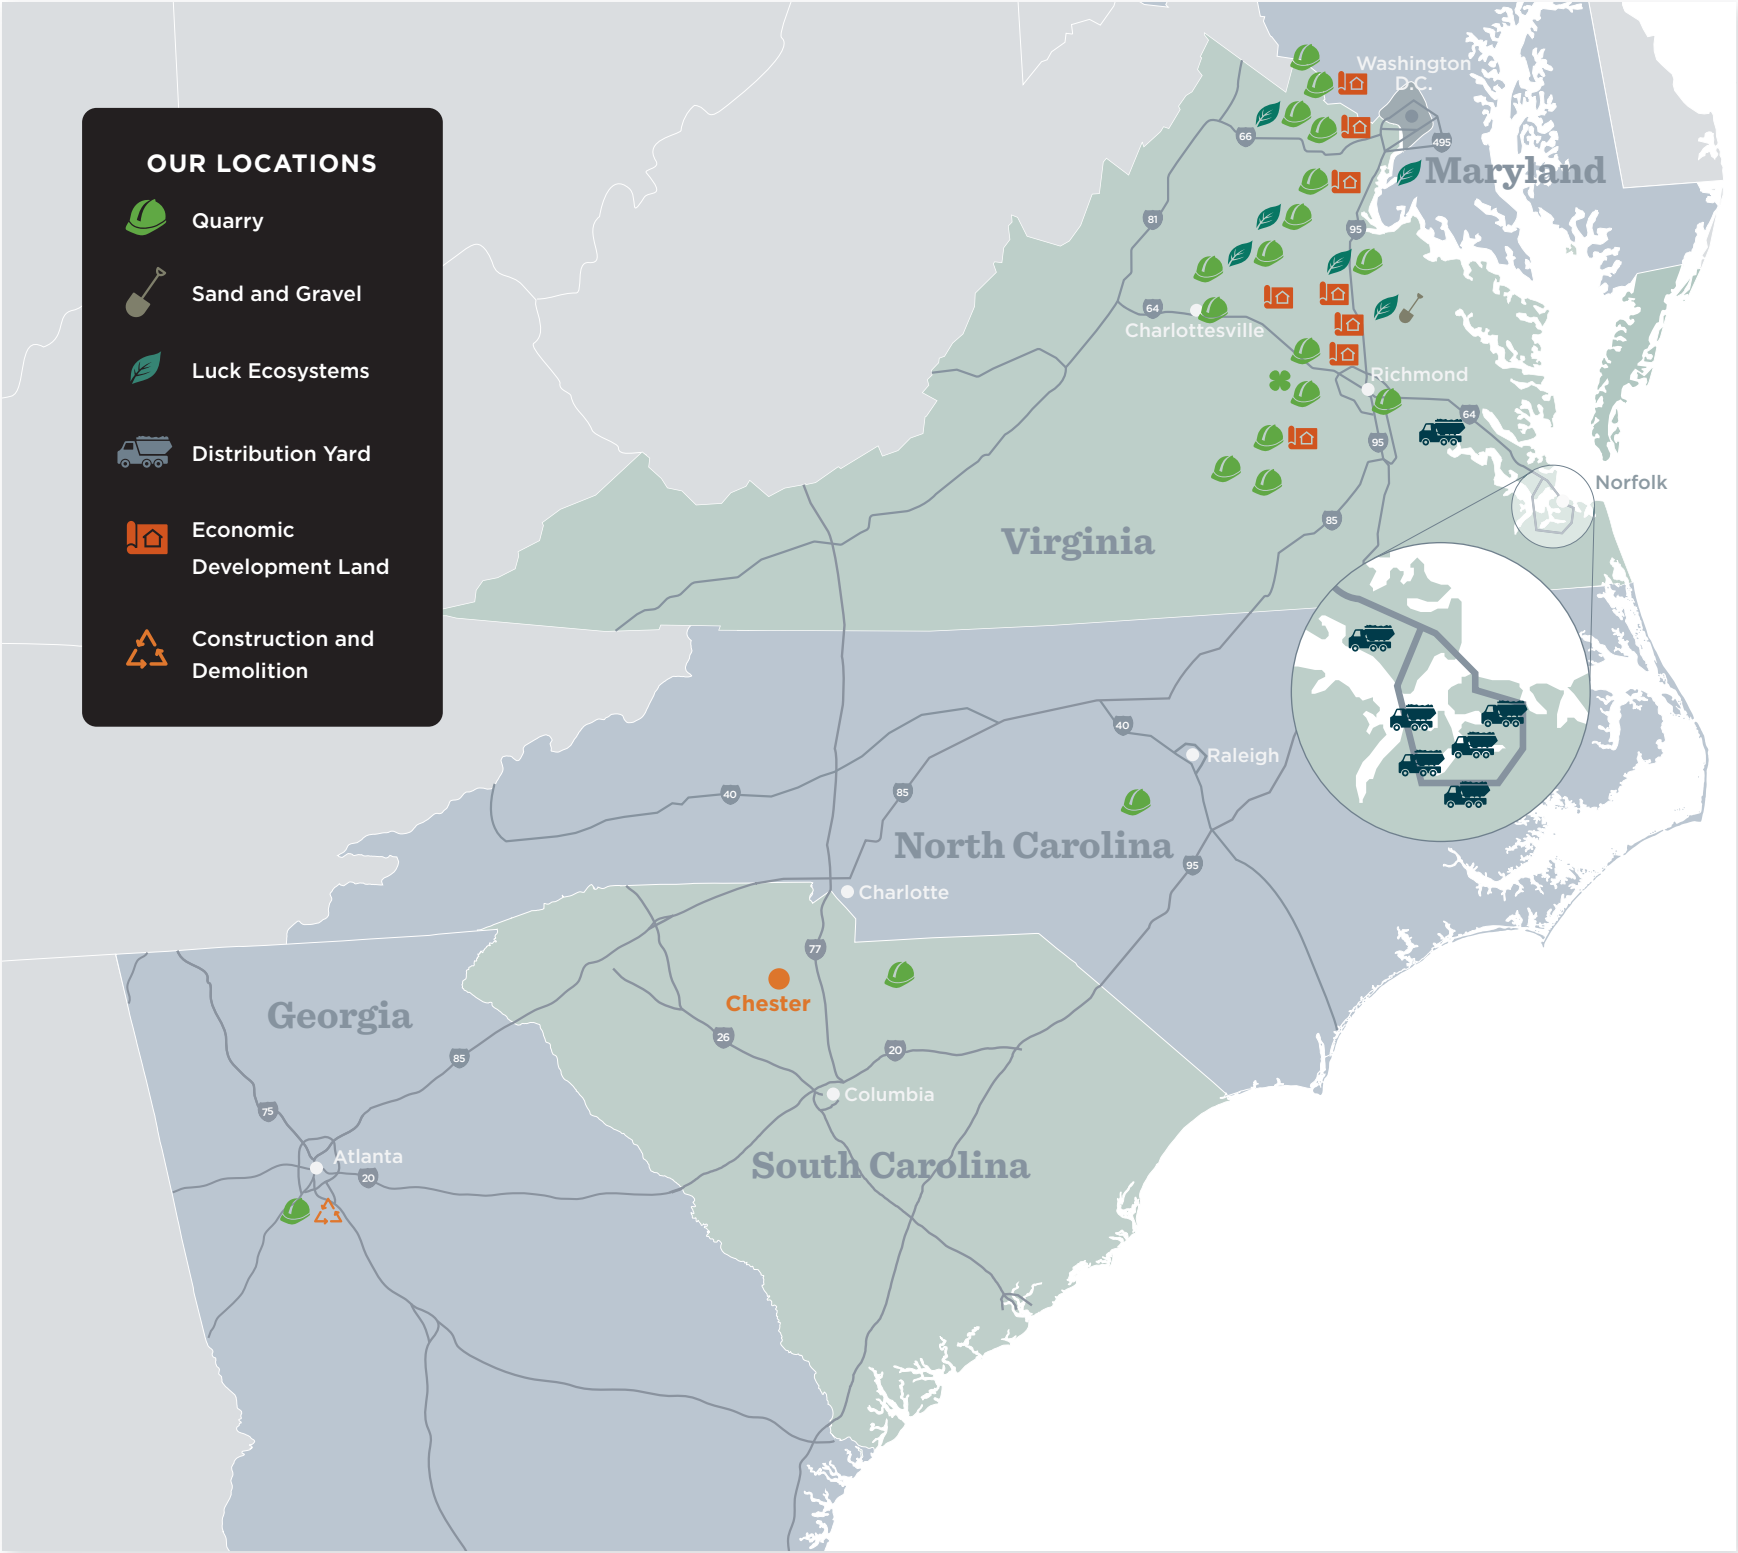 OUR LOCATIONS
Quarry
Sand and Gravel
Luck Ecosystems
Distribution Yard
Economic
Development Land
Construction and
Demolition
Washington
D.C.
66
495
Maryland
81
95
64
Charlottesville
Richmond
64
95
Norfolk
85
Virginia
40
Raleigh
40
85
North Carolina
95
Charlotte
77
Chester
Georgia
26
20
85
Columbia
75
Atlanta
20
South Carolina